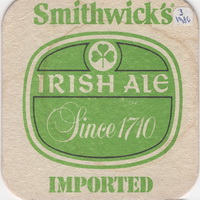 Smithwick's
IRISH ALE
Since 1710
IMPORTED